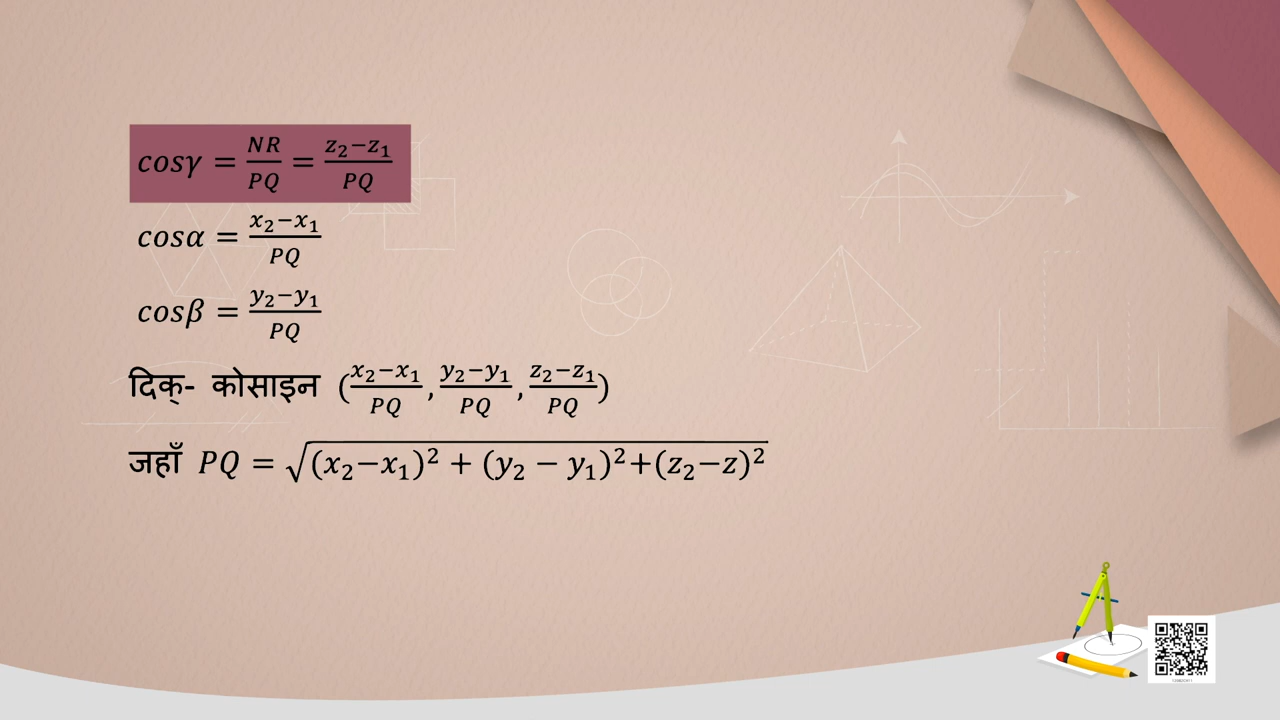 cosγ = NR/PQ = z₂−z₁/PQ
cosα = x₂−x₁/PQ
cosβ = y₂−y₁/PQ
दिक्- कोसाइन (x₂−x₁/PQ, y₂−y₁/PQ, z₂−z₁/PQ)
जहाँ PQ = √(x₂−x₁)² + (y₂ − y₁)²+(z₂−z)²